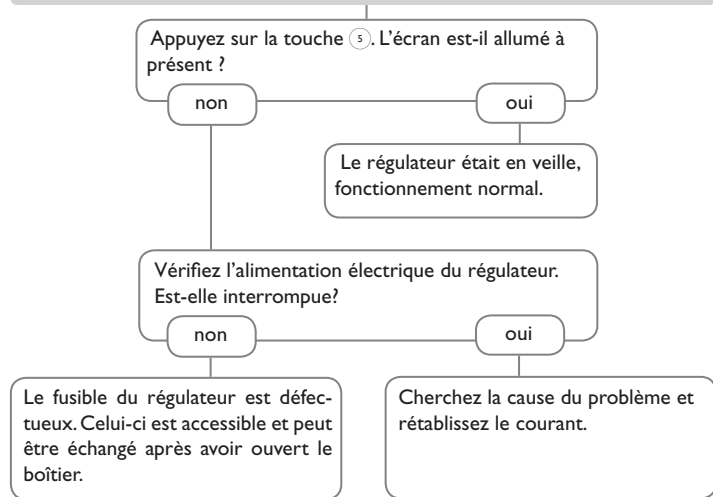 Appuyez sur la touche 5. L’écran est-il allumé à
présent ?
non
oui
Le régulateur était en veille,
fonctionnement normal.
Vérifiez l’alimentation électrique du régulateur.
Est-elle interrompue?
non
oui
Le fusible du régulateur est défec-
tueux. Celui-ci est accessible et peut
être échangé après avoir ouvert le
boîtier.
Cherchez la cause du problème et
rétablissez le courant.